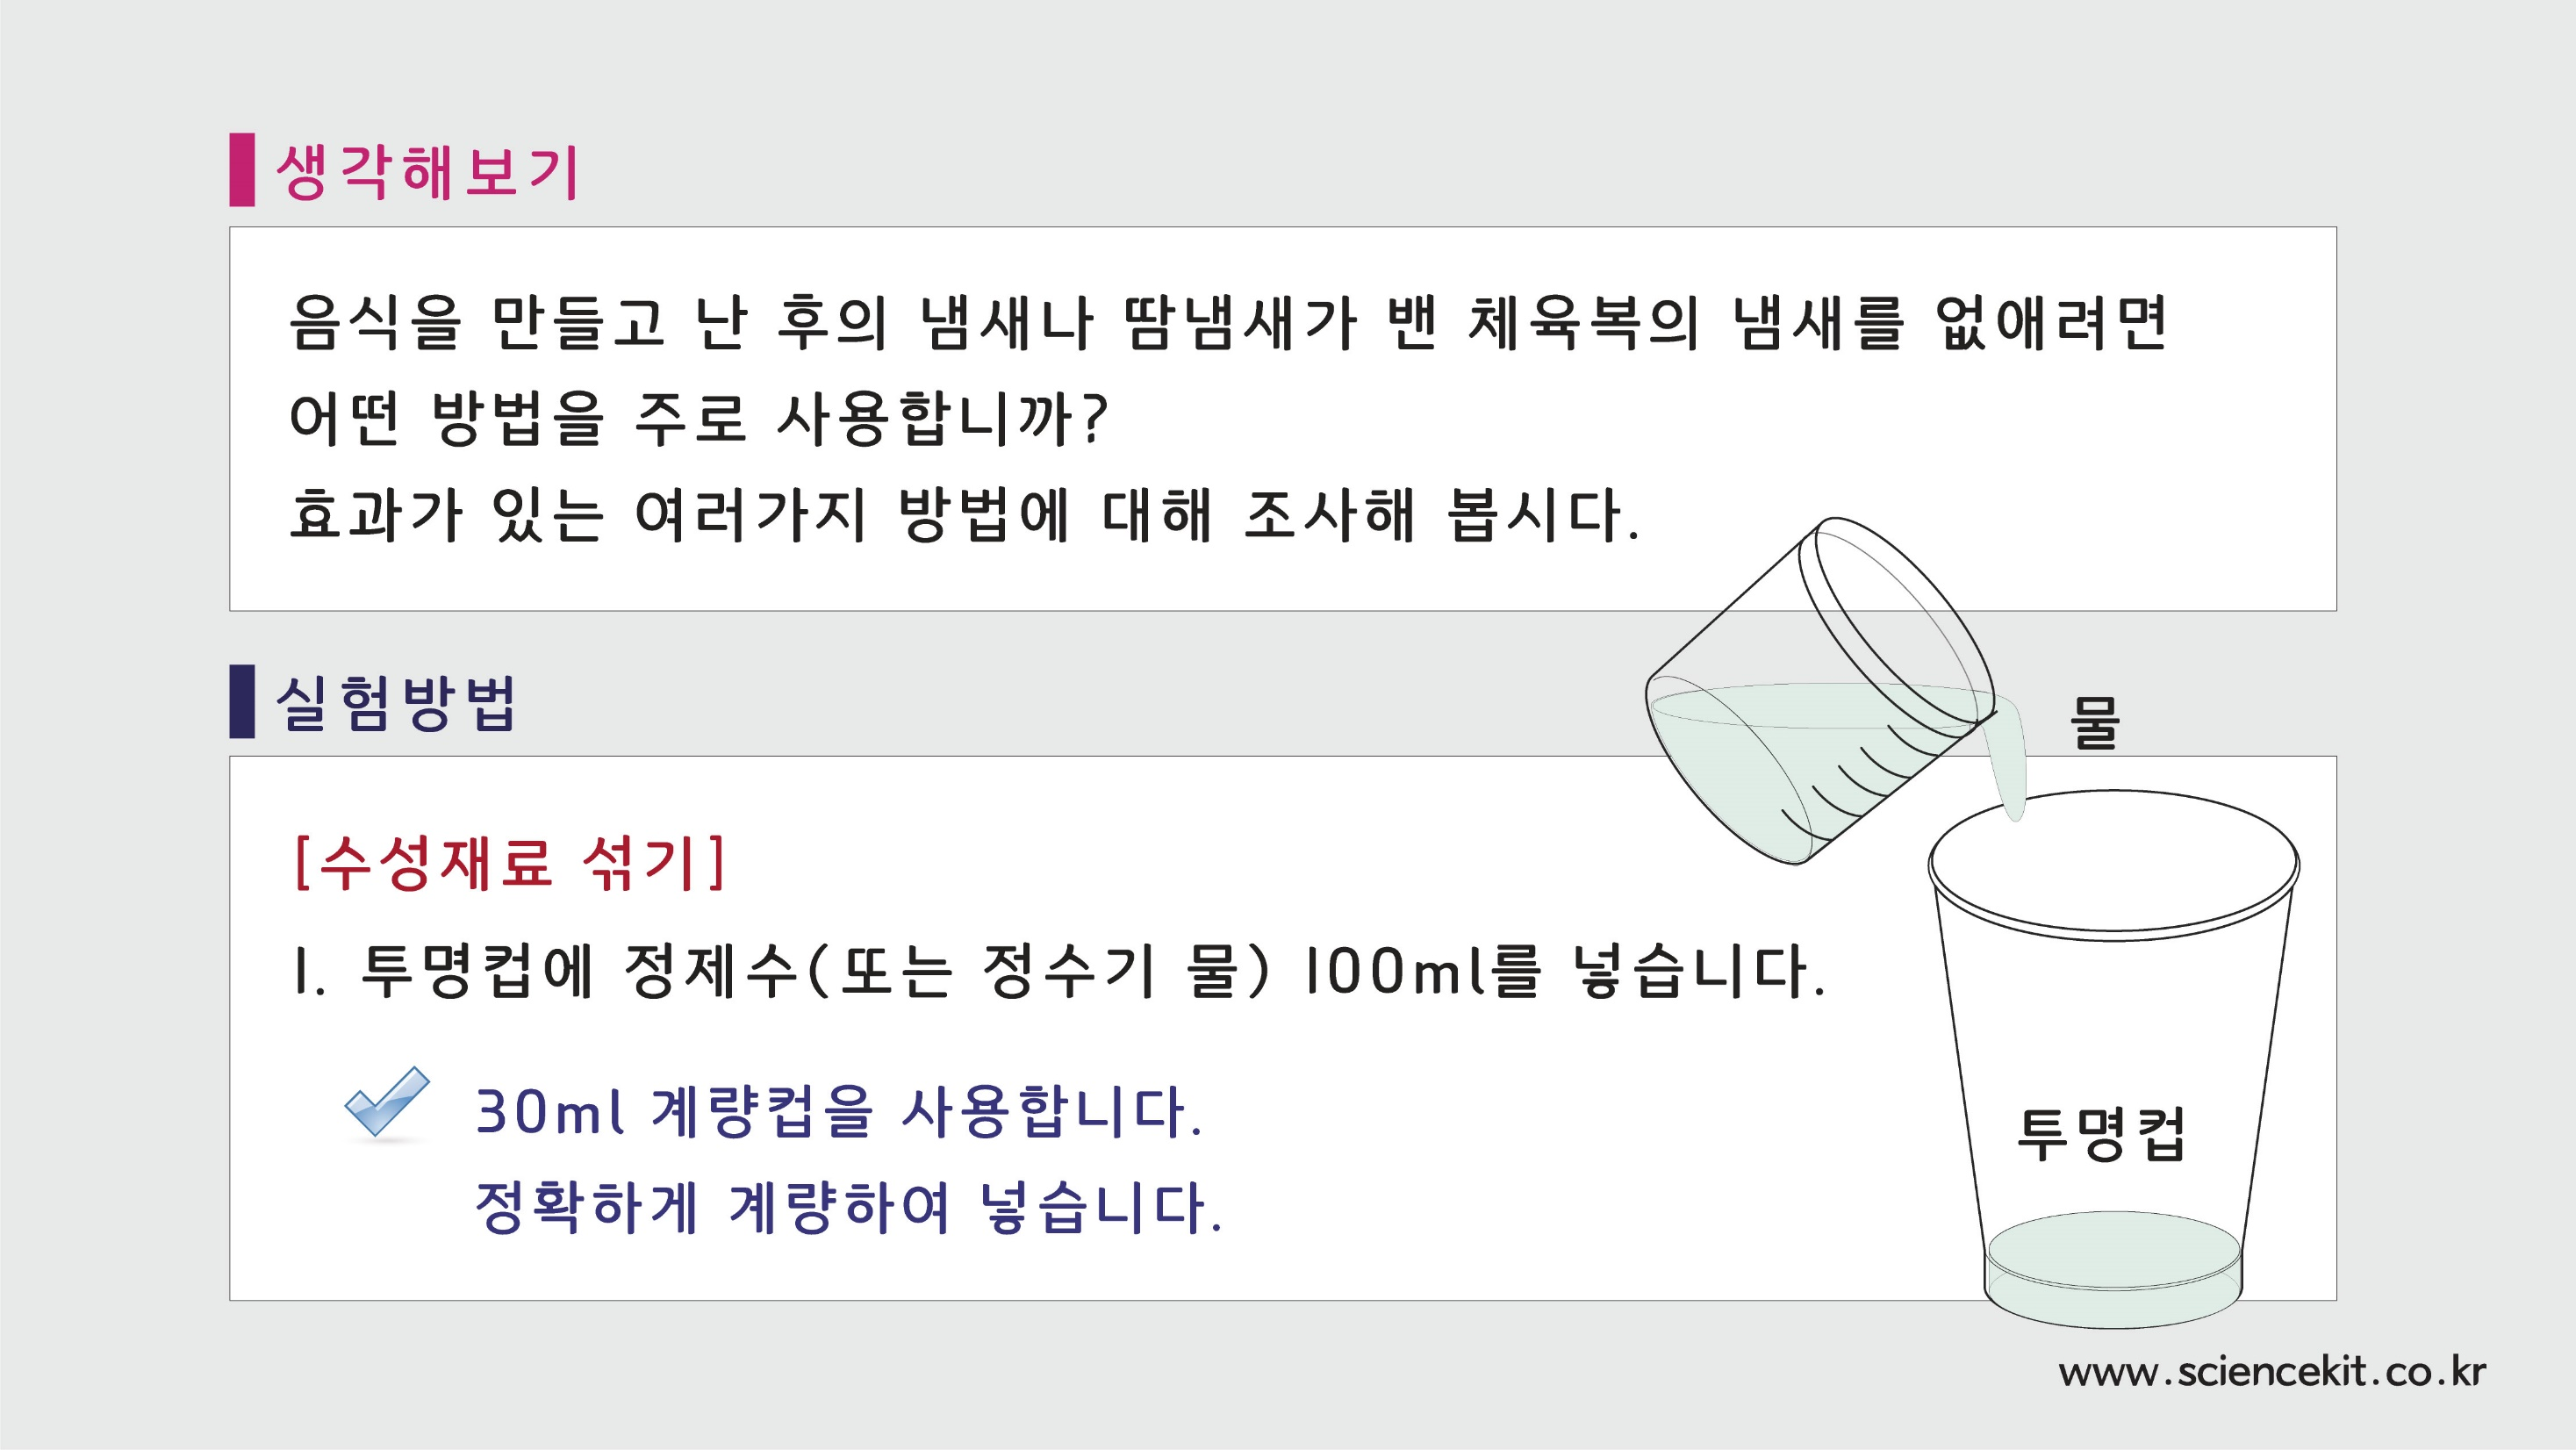 생각해보기
음식을 만들고 난 후의 냄새나 땀냄새가 밴 체육복의 냄새를 없애려면
어떤 방법을 주로 사용합니까?
효과가 있는 여러가지 방법에 대해 조사해 봅시다.
실험방법
물
[수성재료 섞기]
1. 투명컵에 정제수(또는 정수기 물) 100ml를 넣습니다.
30ml 계량컵을 사용합니다.
정확하게 계량하여 넣습니다.
투명컵
www.sciencekit.co.kr